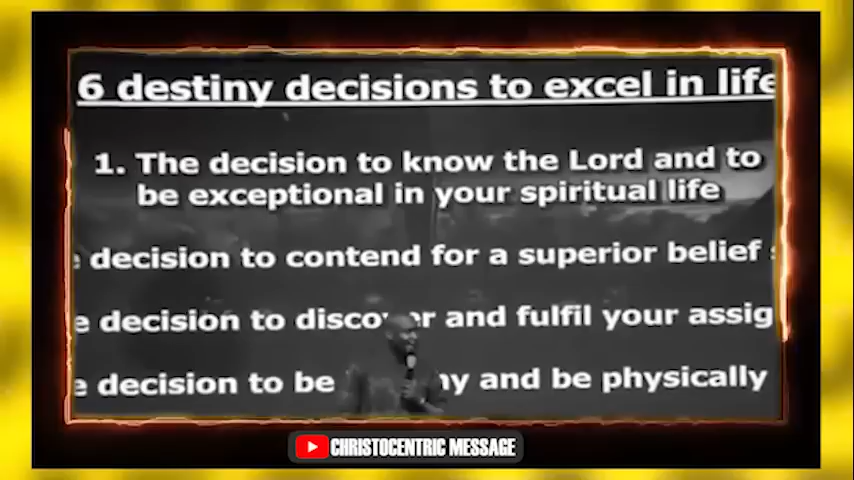 6 destiny decisions to excel in life
1. The decision to know the Lord and to
be exceptional in your spiritual life
decision to contend for a superior belief
decision to discover and fulfil your
decision to be and be physically
CHRISTOCENTRIC MESSAGE